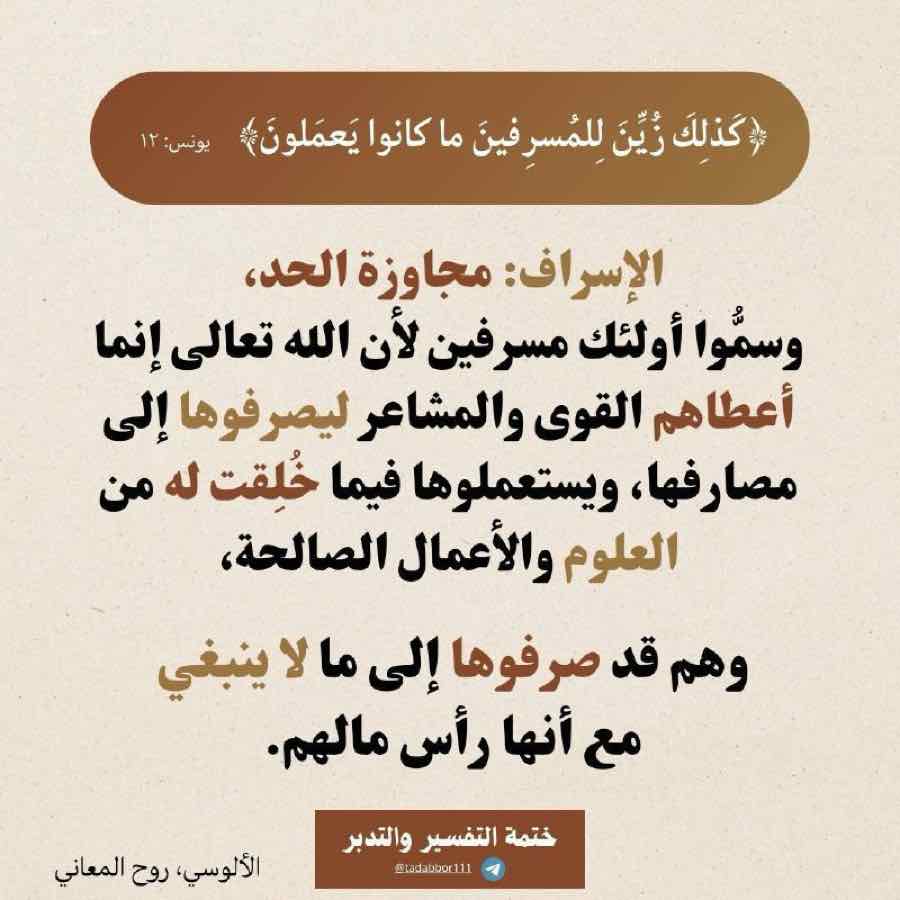 ﴿كَذلِكَ زُيِّنَ لِلمُسرِفينَ ما كانوا يَعمَلونَ﴾ يونس: ١٢
الإسراف: مجاوزة الحد،
وسمُّوا أولئك مسرفين لأن الله تعالى إنما
أعطاهم القوى والمشاعر ليصرفوها إلى
مصارفها، ويستعملوها فيما خُلِقت له من
العلوم والأعمال الصالحة،
وهم قد صرفوها إلى ما لا ينبغي
مع أنها رأس مالهم.
ختمة التفسير والتدبر
@tadabbor111
الألوسي، روح المعاني